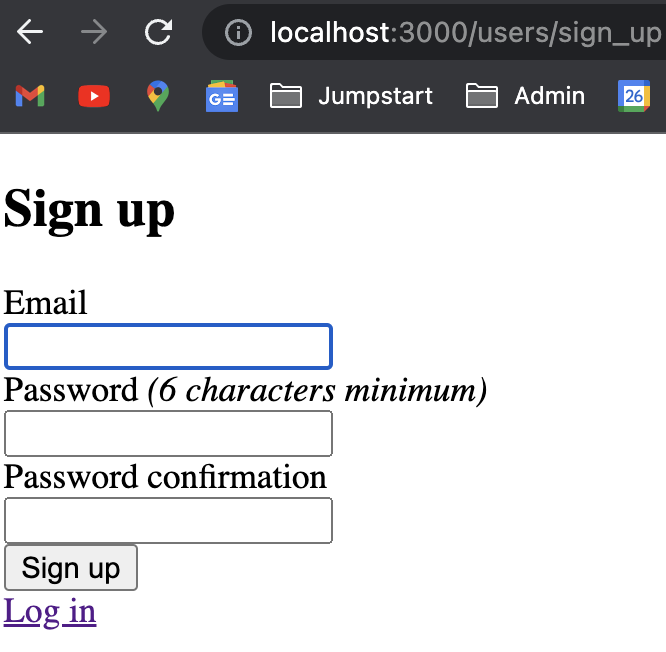 localhost:3000/users/sign_up
GE Jumpstart Admin 26
Sign up
Email
Password (6 characters minimum)
Password confirmation
Sign up
Log in